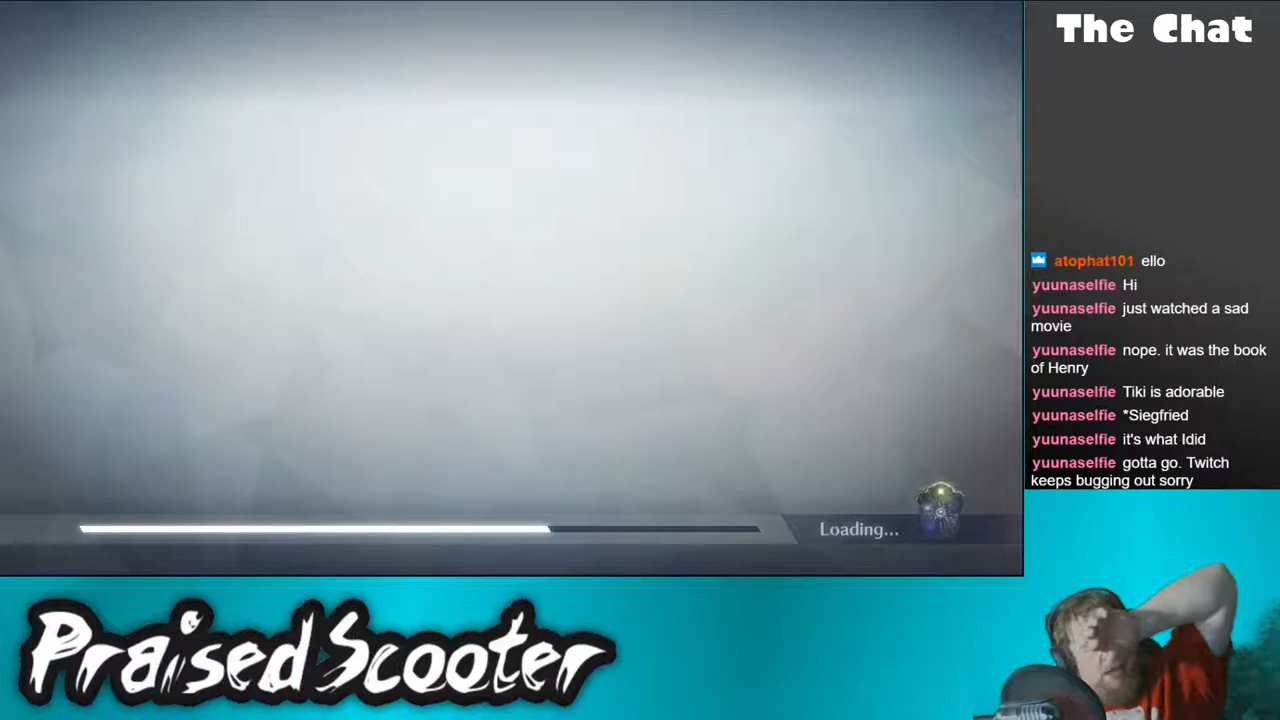 The Chat
atophat101 ello
yuunaselfie Hi
yuunaselfie just watched a sad
movie
yuunaselfie nope. it was the book
of Henry
yuunaselfie Tiki is adorable
yuunaselfie *Siegfried
yuunaselfie it's what Idid
yuunaselfie gotta go. Twitch
keeps bugging out sorry
Loading...
PraisedScooter